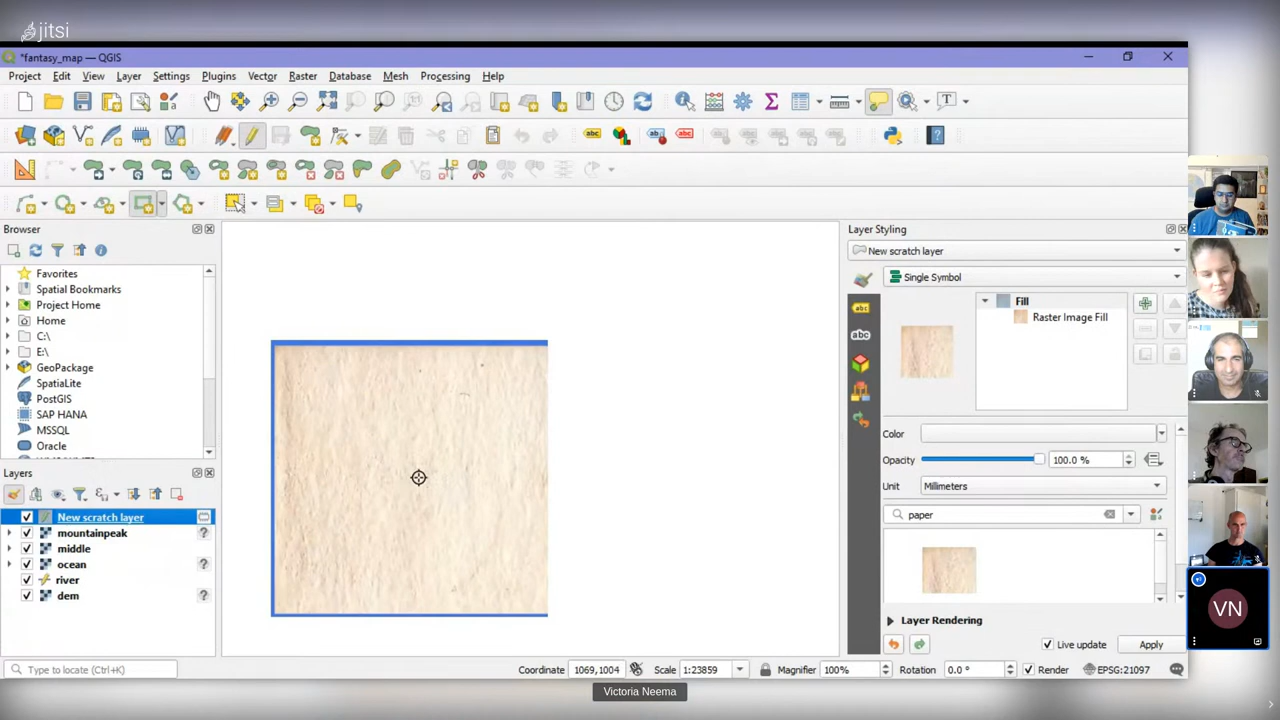 jitsi
*fantasy_map — QGIS
Project Edit View Layer Settings Plugins Vector Raster Database Mesh Processing Help
Browser
Favorites
Spatial Bookmarks
Project Home
Home
C:\
E:\
GeoPackage
SpatiaLite
PostGIS
SAP HANA
MSSQL
Oracle
Layers
New scratch layer
mountainpeak
middle
ocean
river
dem
Layer Styling
New scratch layer
Single Symbol
Fill
Raster Image Fill
Color
Opacity 100.0 %
Unit Millimeters
paper
Layer Rendering
Live update Apply
Type to locate (Ctrl+K) Coordinate 1069,1004 Scale 1:23859 Magnifier 100% Rotation 0.0 ° Render EPSG:21097
Victoria Neema
VN